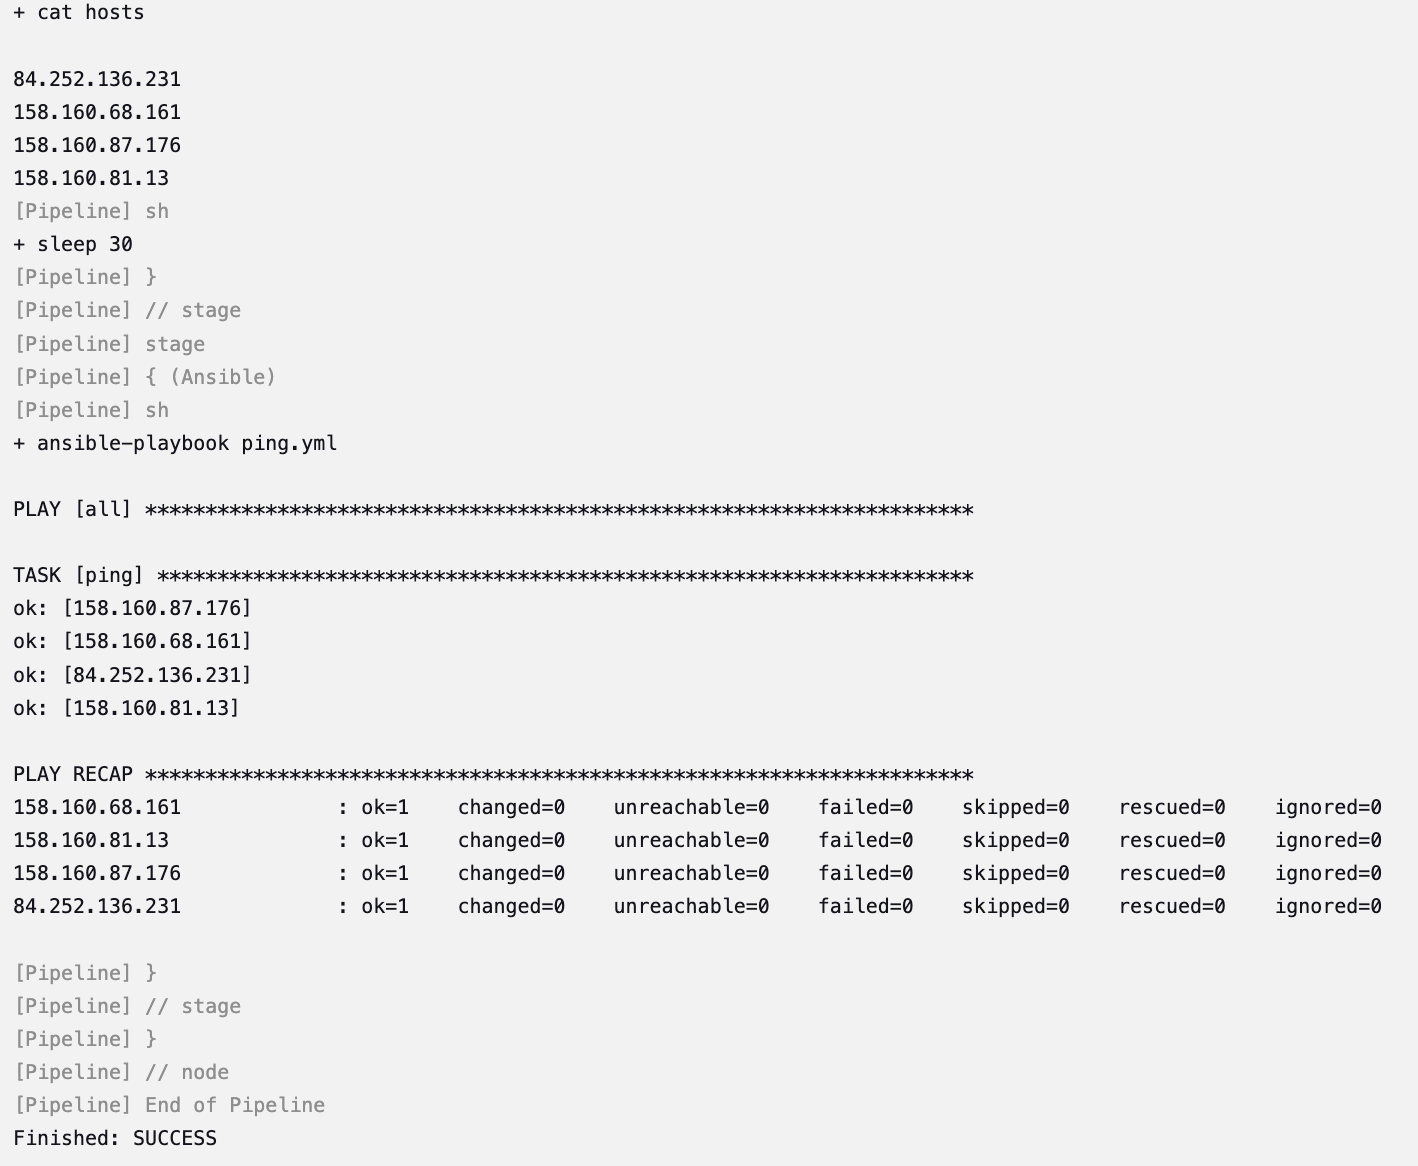 + cat hosts
84.252.136.231
158.160.68.161
158.160.87.176
158.160.81.13
[Pipeline] sh
+ sleep 30
[Pipeline] }
[Pipeline] // stage
[Pipeline] stage
[Pipeline] { (Ansible)
[Pipeline] sh
+ ansible-playbook ping.yml
PLAY [all] *********************************************************************
TASK [ping] ********************************************************************
ok: [158.160.87.176]
ok: [158.160.68.161]
ok: [84.252.136.231]
ok: [158.160.81.13]
PLAY RECAP *********************************************************************
158.160.68.161             : ok=1    changed=0    unreachable=0    failed=0    skipped=0    rescued=0    ignored=0
158.160.81.13              : ok=1    changed=0    unreachable=0    failed=0    skipped=0    rescued=0    ignored=0
158.160.87.176             : ok=1    changed=0    unreachable=0    failed=0    skipped=0    rescued=0    ignored=0
84.252.136.231             : ok=1    changed=0    unreachable=0    failed=0    skipped=0    rescued=0    ignored=0
[Pipeline] }
[Pipeline] // stage
[Pipeline] }
[Pipeline] // node
[Pipeline] End of Pipeline
Finished: SUCCESS